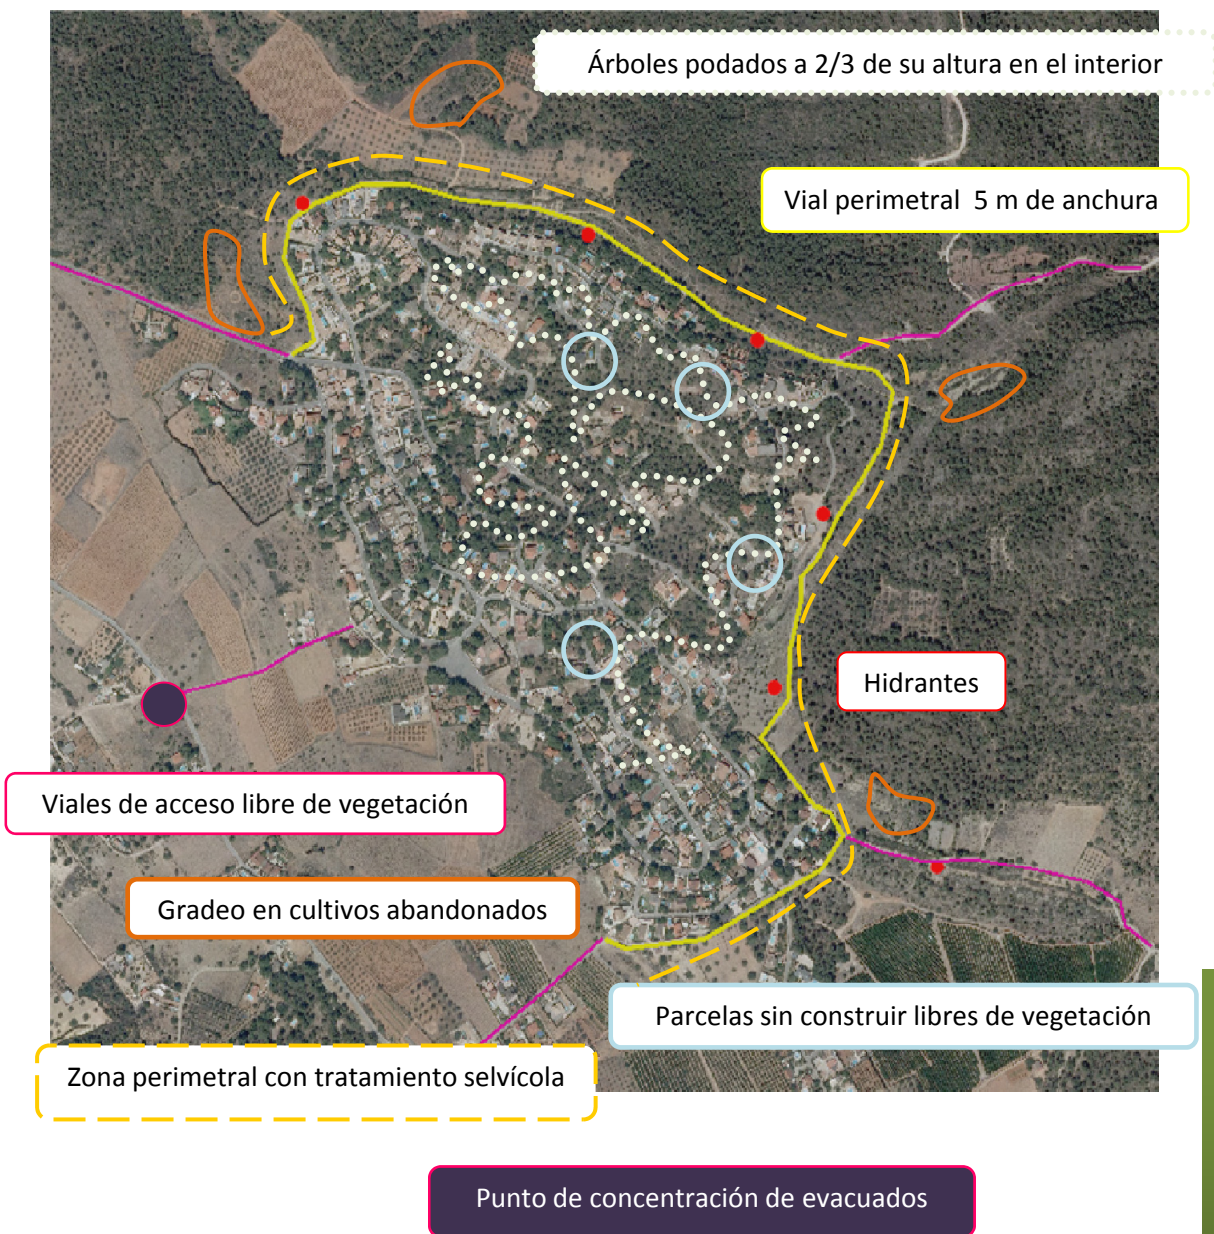 Árboles podados a 2/3 de su altura en el interior
Vial perimetral 5 m de anchura
Hidrantes
Viales de acceso libre de vegetación
Gradeo en cultivos abandonados
Parcelas sin construir libres de vegetación
Zona perimetral con tratamiento selvícola
Punto de concentración de evacuados